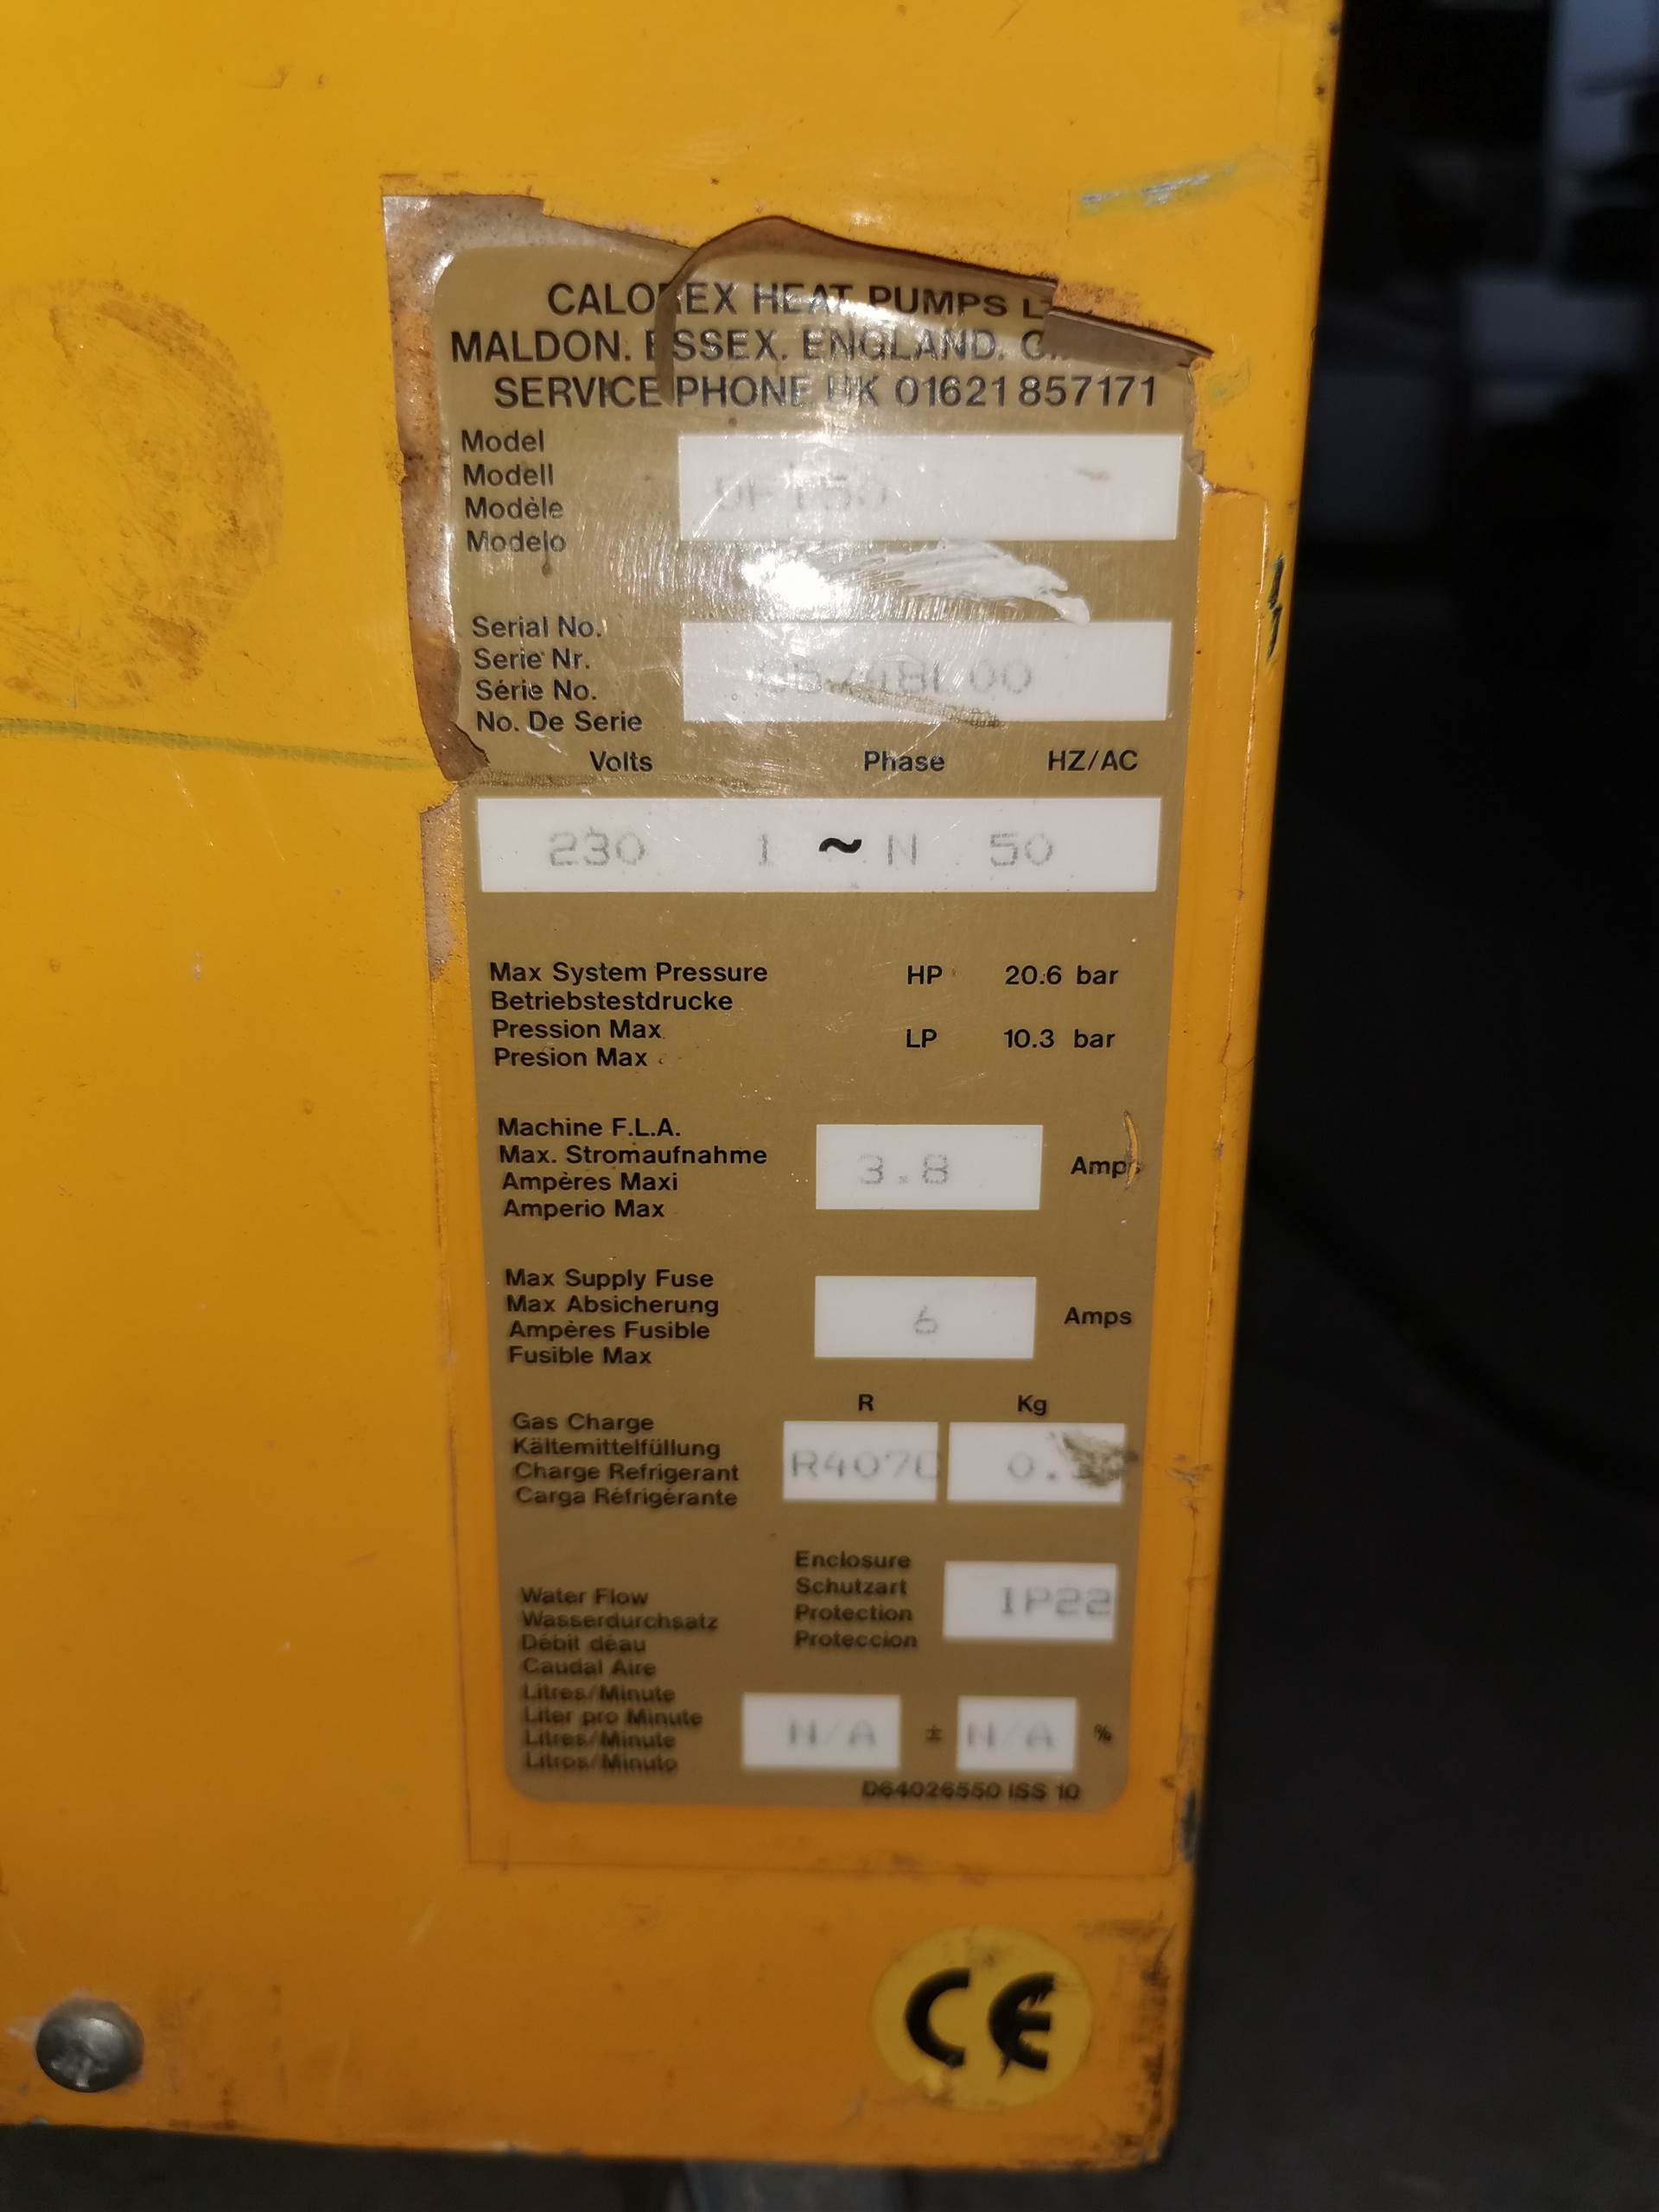 CALOREX HEAT PUMPS
MALDON. ESSEX. ENGLAND.
SERVICE PHONE UK 01621 857171
Model
Modell
Modèle
Modelo
Serial No.
Serie Nr.
Série No.
No. De Serie
Volts Phase HZ/AC
230 1 ~ N 50
Max System Pressure HP 20.6 bar
Betriebstestdrucke
Pression Max LP 10.3 bar
Presion Max
Machine F.L.A.
Max. Stromaufnahme 3.8 Amps
Ampères Maxi
Amperio Max
Max Supply Fuse
Max Absicherung 6 Amps
Ampères Fusible
Fusible Max
R Kg
Gas Charge
Kältemittelfüllung R407C
Charge Refrigerant
Carga Réfrigérante
Enclosure
Schutzart IP22
Protection
Proteccion
Water Flow
Wasserdurchsatz
Débit déau
Caudal Aire
Litres/Minute
Liter pro Minute N/A ± N/A %
Litres/Minute
Litros/Minuto
D64026550 ISS 10
CE